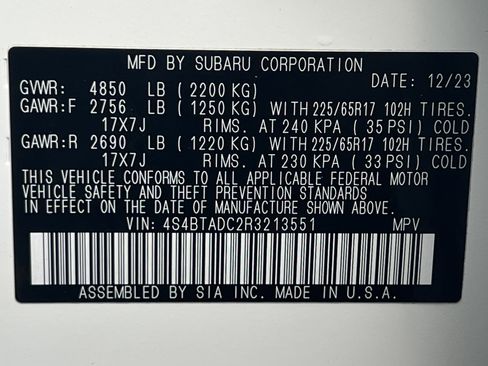 MFD BY SUBARU CORPORATION
DATE: 12/23
GVWR: 4850 LB (2200 KG)
GAWR:F 2756 LB (1250 KG) WITH 225/65R17 102H TIRES,
17X7J RIMS, AT 240 KPA (35 PSI) COLD
GAWR:R 2690 LB (1220 KG) WITH 225/65R17 102H TIRES,
17X7J RIMS, AT 230 KPA (33 PSI) COLD
THIS VEHICLE CONFORMS TO ALL APPLICABLE FEDERAL MOTOR
VEHICLE SAFETY AND THEFT PREVENTION STANDARDS
IN EFFECT ON THE DATE OF MANUFACTURE SHOWN ABOVE.
VIN: 4S4BTADC2R3213551 MPV
ASSEMBLED BY SIA INC. MADE IN U.S.A.